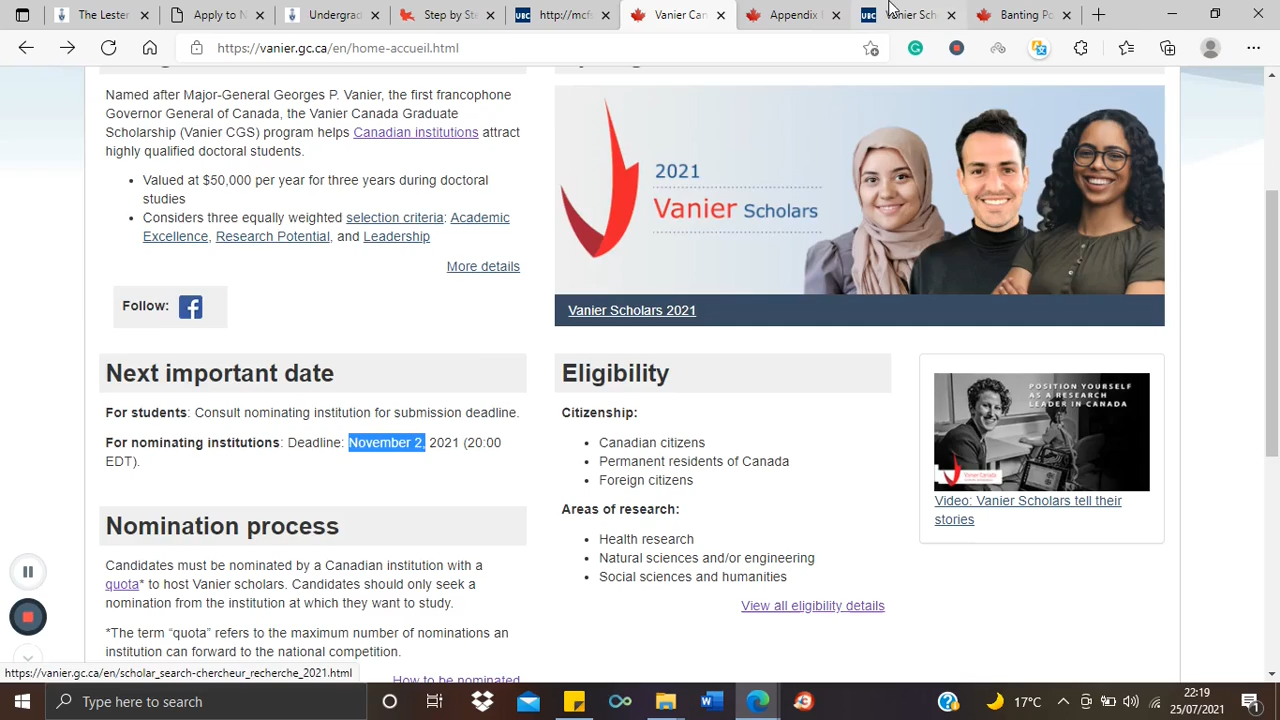 The Lester
Apply to N
Undergrad
Step by Ste
http://mcfs
Vanier Can
Appendix I
Vanier Sch
Banting Po
https://vanier.gc.ca/en/home-accueil.html
Named after Major-General Georges P. Vanier, the first francophone
Governor General of Canada, the Vanier Canada Graduate
Scholarship (Vanier CGS) program helps Canadian institutions attract
highly qualified doctoral students.
• Valued at $50,000 per year for three years during doctoral
studies
• Considers three equally weighted selection criteria: Academic
Excellence, Research Potential, and Leadership
More details
Follow:
2021
Vanier Scholars
Vanier Scholars 2021
Next important date
For students: Consult nominating institution for submission deadline.
For nominating institutions: Deadline: November 2, 2021 (20:00
EDT).
Nomination process
Candidates must be nominated by a Canadian institution with a
quota* to host Vanier scholars. Candidates should only seek a
nomination from the institution at which they want to study.
*The term “quota” refers to the maximum number of nominations an
institution can forward to the national competition.
How to be nominated
Eligibility
Citizenship:
• Canadian citizens
• Permanent residents of Canada
• Foreign citizens
Areas of research:
• Health research
• Natural sciences and/or engineering
• Social sciences and humanities
View all eligibility details
POSITION YOURSELF
AS A RESEARCH
LEADER IN CANADA
Video: Vanier Scholars tell their
stories
https://vanier.gc.ca/en/scholar_search-chercheur_recherche_2021.html
Type here to search
17°C
22:19
25/07/2021